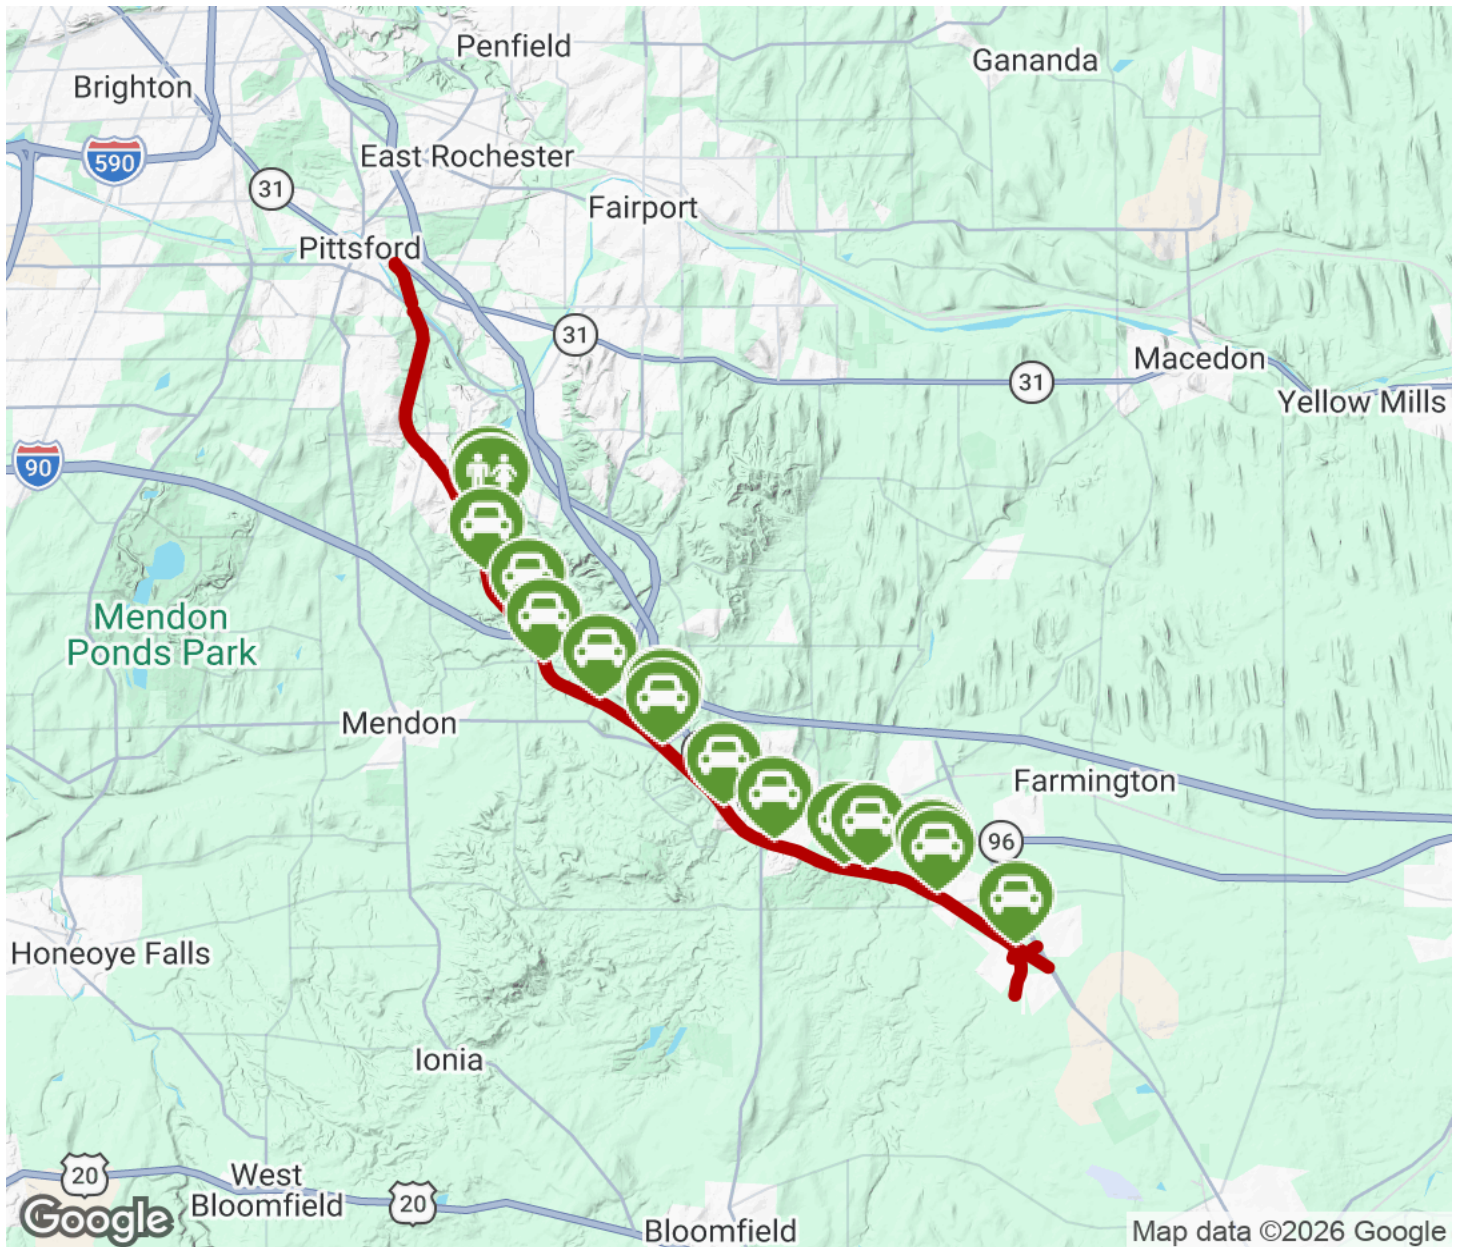 Penfield
Gananda
Brighton
East Rochester
590
31
Fairport
Pittsford
31
Macedon
31
Yellow Mills
90
Mendon
Ponds Park
Mendon
Farmington
96
Honeoye Falls
Ionia
20
West
Bloomfield
20
Google
Bloomfield
Map data ©2026 Google